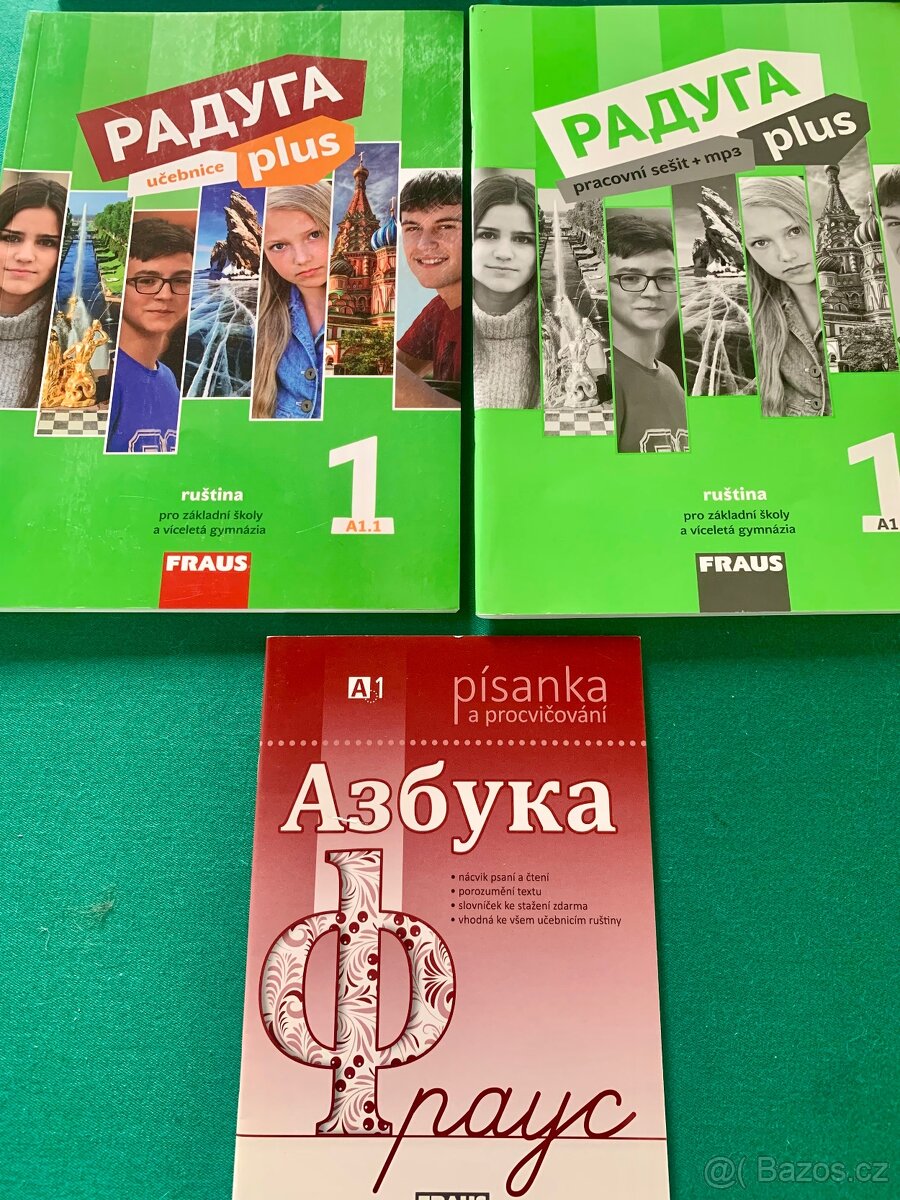 РАДУГА
učebnice
plus
1
A1.1
ruština
pro základní školy
a víceletá gymnázia
FRAUS
РАДУГА
pracovní sešit + mp3
plus
1
A1
ruština
pro základní školy
a víceletá gymnázia
FRAUS
A1
písanka
a procvičování
Азбука
• nácvik psaní a čtení
• porozumění textu
• slovníček ke stažení zdarma
• vhodná ke všem učebnicím ruštiny
Фраус
FRAUS
Bazos.cz